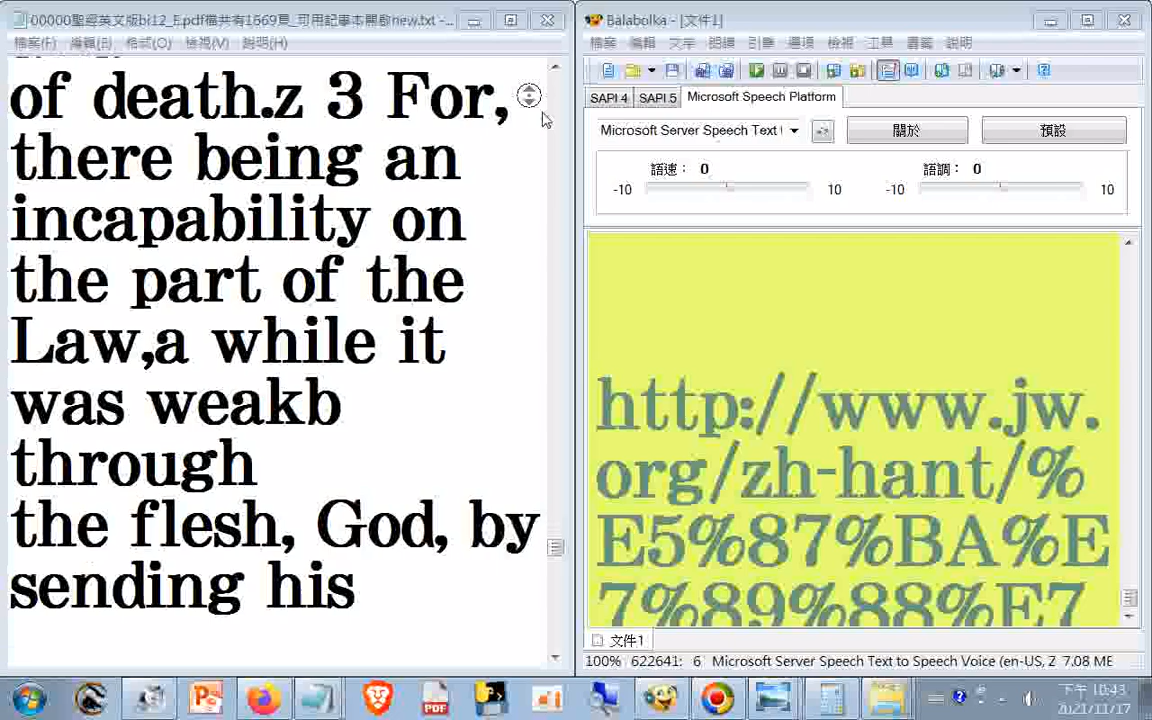 00000聖經英文版bi12_E.pdf檔共有1669頁_可用記事本開啟new.txt -...
檔案(F) 編輯(E) 格式(O) 檢視(V) 說明(H)
of death.z 3 For,
there being an
incapability on
the part of the
Law,a while it
was weakb
through
the flesh, God, by
sending his
Balabolka - [文件1]
檔案 編輯 文字 朗讀 引擎 選項 檢視 工具 書籤 說明
SAPI 4 SAPI 5 Microsoft Speech Platform
Microsoft Server Speech Text
關於 預設
語速： 0 語調： 0
-10 10 -10 10
http://www.jw.
org/zh-hant/%
E5%87%BA%E
7%89%88%E7
文件1
100% 622641: 6 Microsoft Server Speech Text to Speech Voice (en-US, Z 7.08 ME
PDF
下午 10:43
2021/11/17